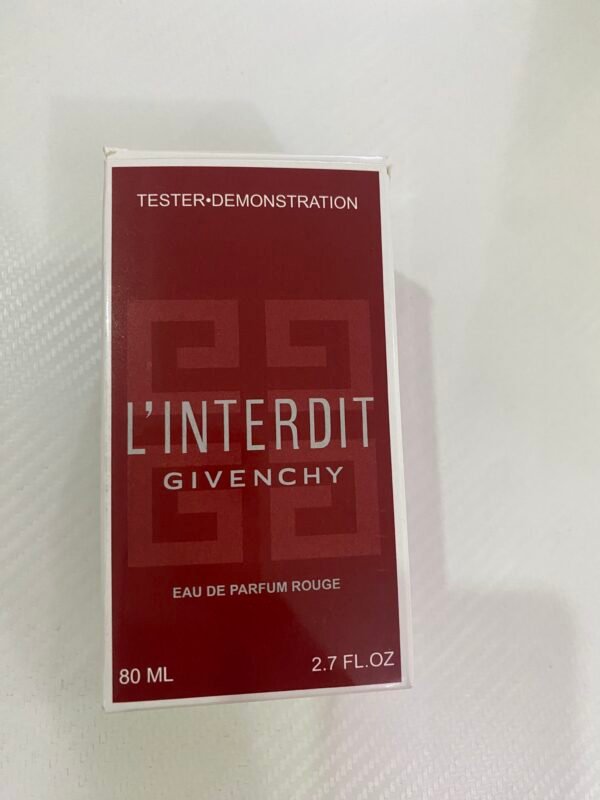 TESTER•DEMONSTRATION
L'INTERDIT
GIVENCHY
EAU DE PARFUM ROUGE
80 ML
2.7 FL.OZ